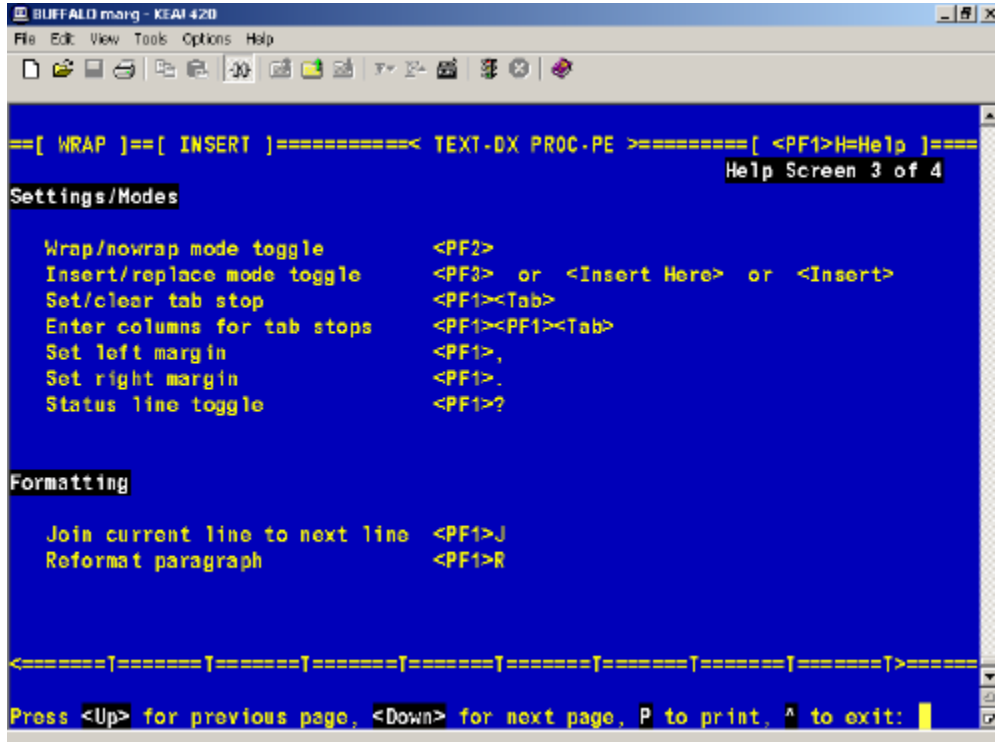 BUFFALO marg - KEA! 420
File Edit View Tools Options Help
==[ WRAP ]==[ INSERT ]===========< TEXT-DX PROC-PE >=========[ <PF1>H=Help ]====
Help Screen 3 of 4
Settings/Modes
Wrap/nowrap mode toggle <PF2>
Insert/replace mode toggle <PF3> or <Insert Here> or <Insert>
Set/clear tab stop <PF1><Tab>
Enter columns for tab stops <PF1><PF1><Tab>
Set left margin <PF1>,
Set right margin <PF1>.
Status line toggle <PF1>?
Formatting
Join current line to next line <PF1>J
Reformat paragraph <PF1>R
<=======T=======T=======T=======T=======T=======T=======T=======T=======T>======
Press <Up> for previous page, <Down> for next page, P to print, ^ to exit: